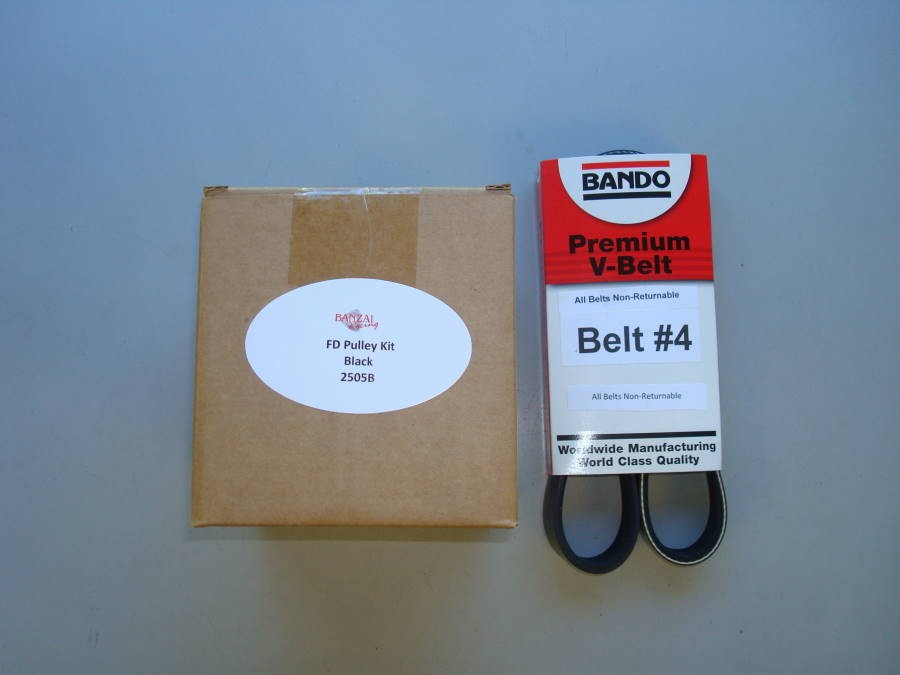 BANZAI
Racing
FD Pulley Kit
Black
2505B
BANDO
Premium
V-Belt
All Belts Non-Returnable
Belt #4
All Belts Non-Returnable
Worldwide Manufacturing
World Class Quality